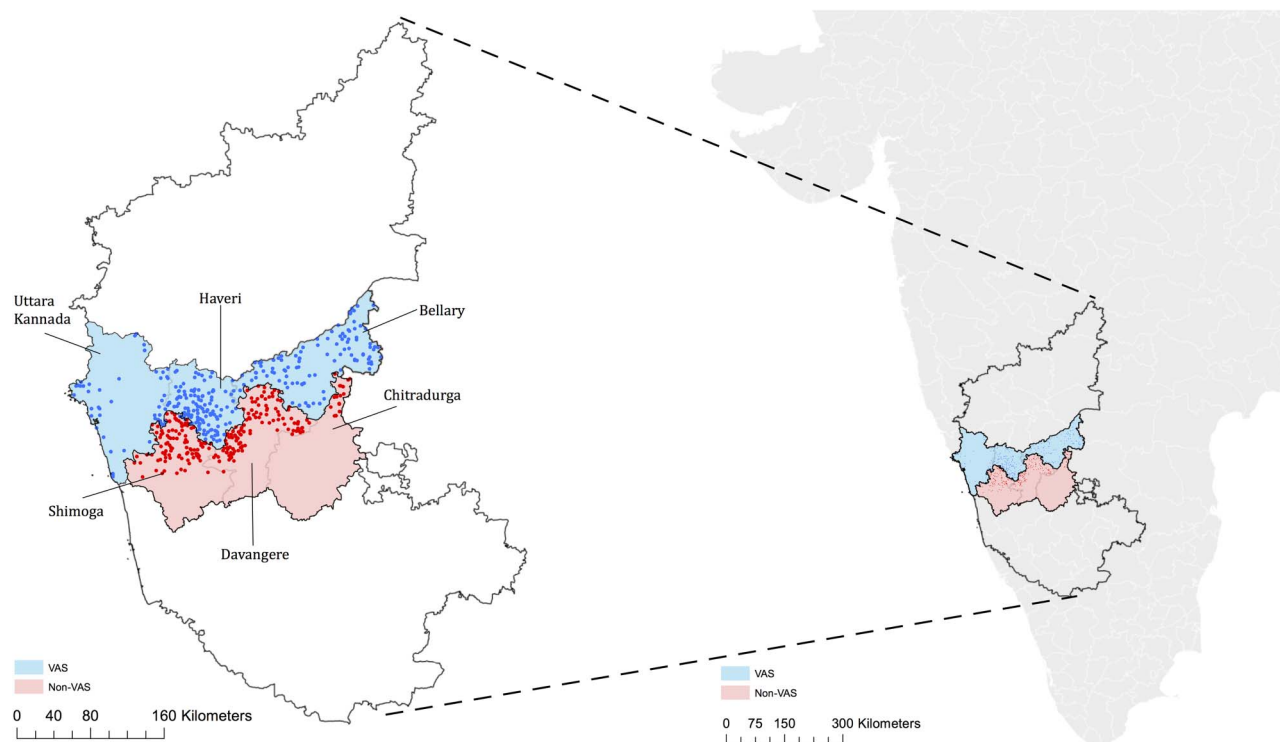 Uttara
Kannada
Haveri
Bellary
Chitradurga
Shimoga
Davangere
VAS
Non-VAS
0 40 80 160 Kilometers
VAS
Non-VAS
0 75 150 300 Kilometers